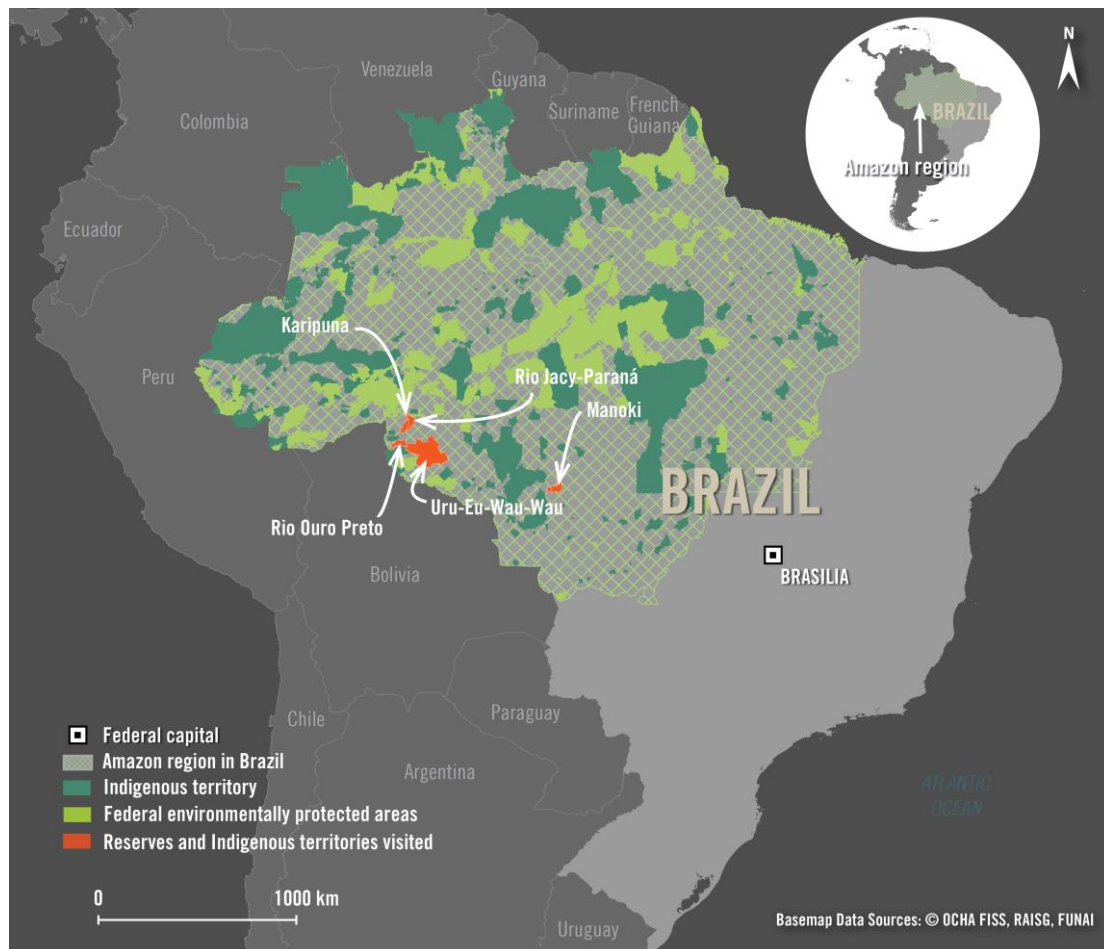 N
Venezuela
Guyana
Suriname
French
Guiana
Colombia
BRAZIL
Amazon region
Ecuador
Karipuna
Rio Jacy-Paraná
Peru
Manoki
BRAZIL
Uru-Eu-Wau-Wau
Rio Ouro Preto
Bolivia
BRASILIA
Paraguay
Chile
Federal capital
Amazon region in Brazil
Argentina
Indigenous territory
ATLANTIC
OCEAN
Federal environmentally protected areas
Reserves and Indigenous territories visited
0 1000 km
Uruguay
Basemap Data Sources: © OCHA FISS, RAISG, FUNAI